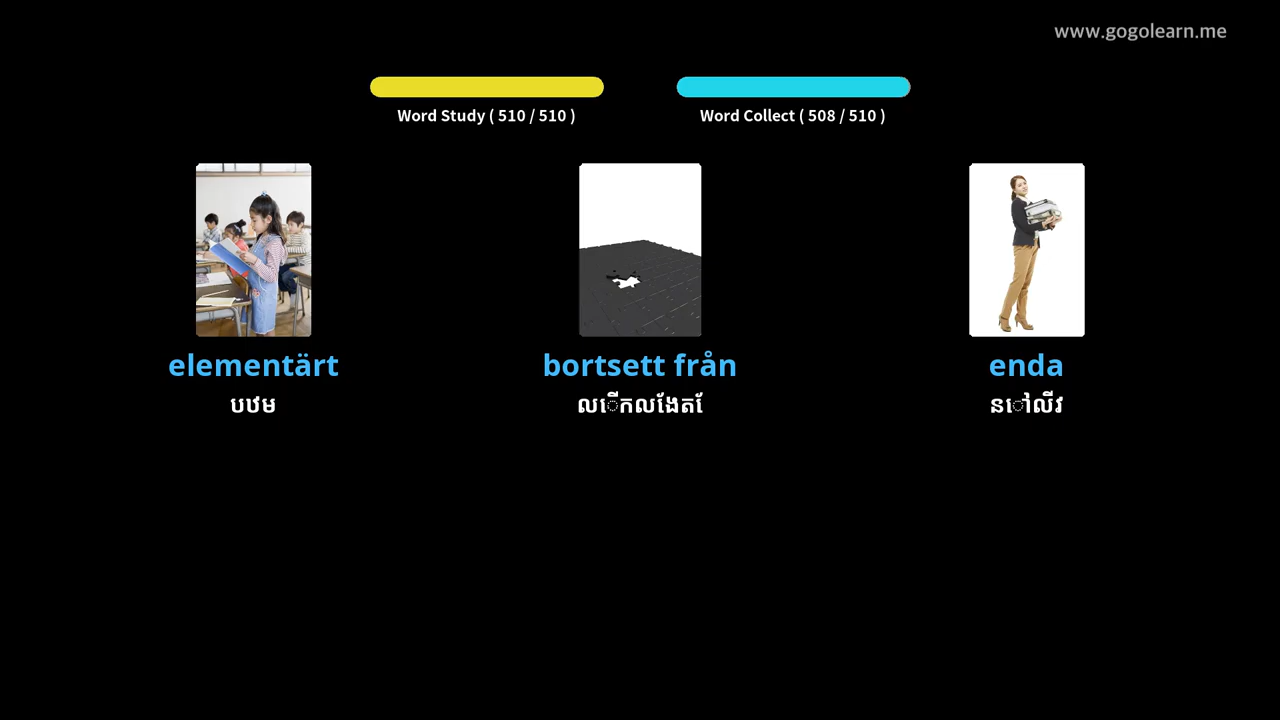 www.gogolearn.me
Word Study ( 510 / 510 )
Word Collect ( 508 / 510 )
elementärt
bortsett från
enda
បឋម
លើកលែងតែ
នៅលីវ